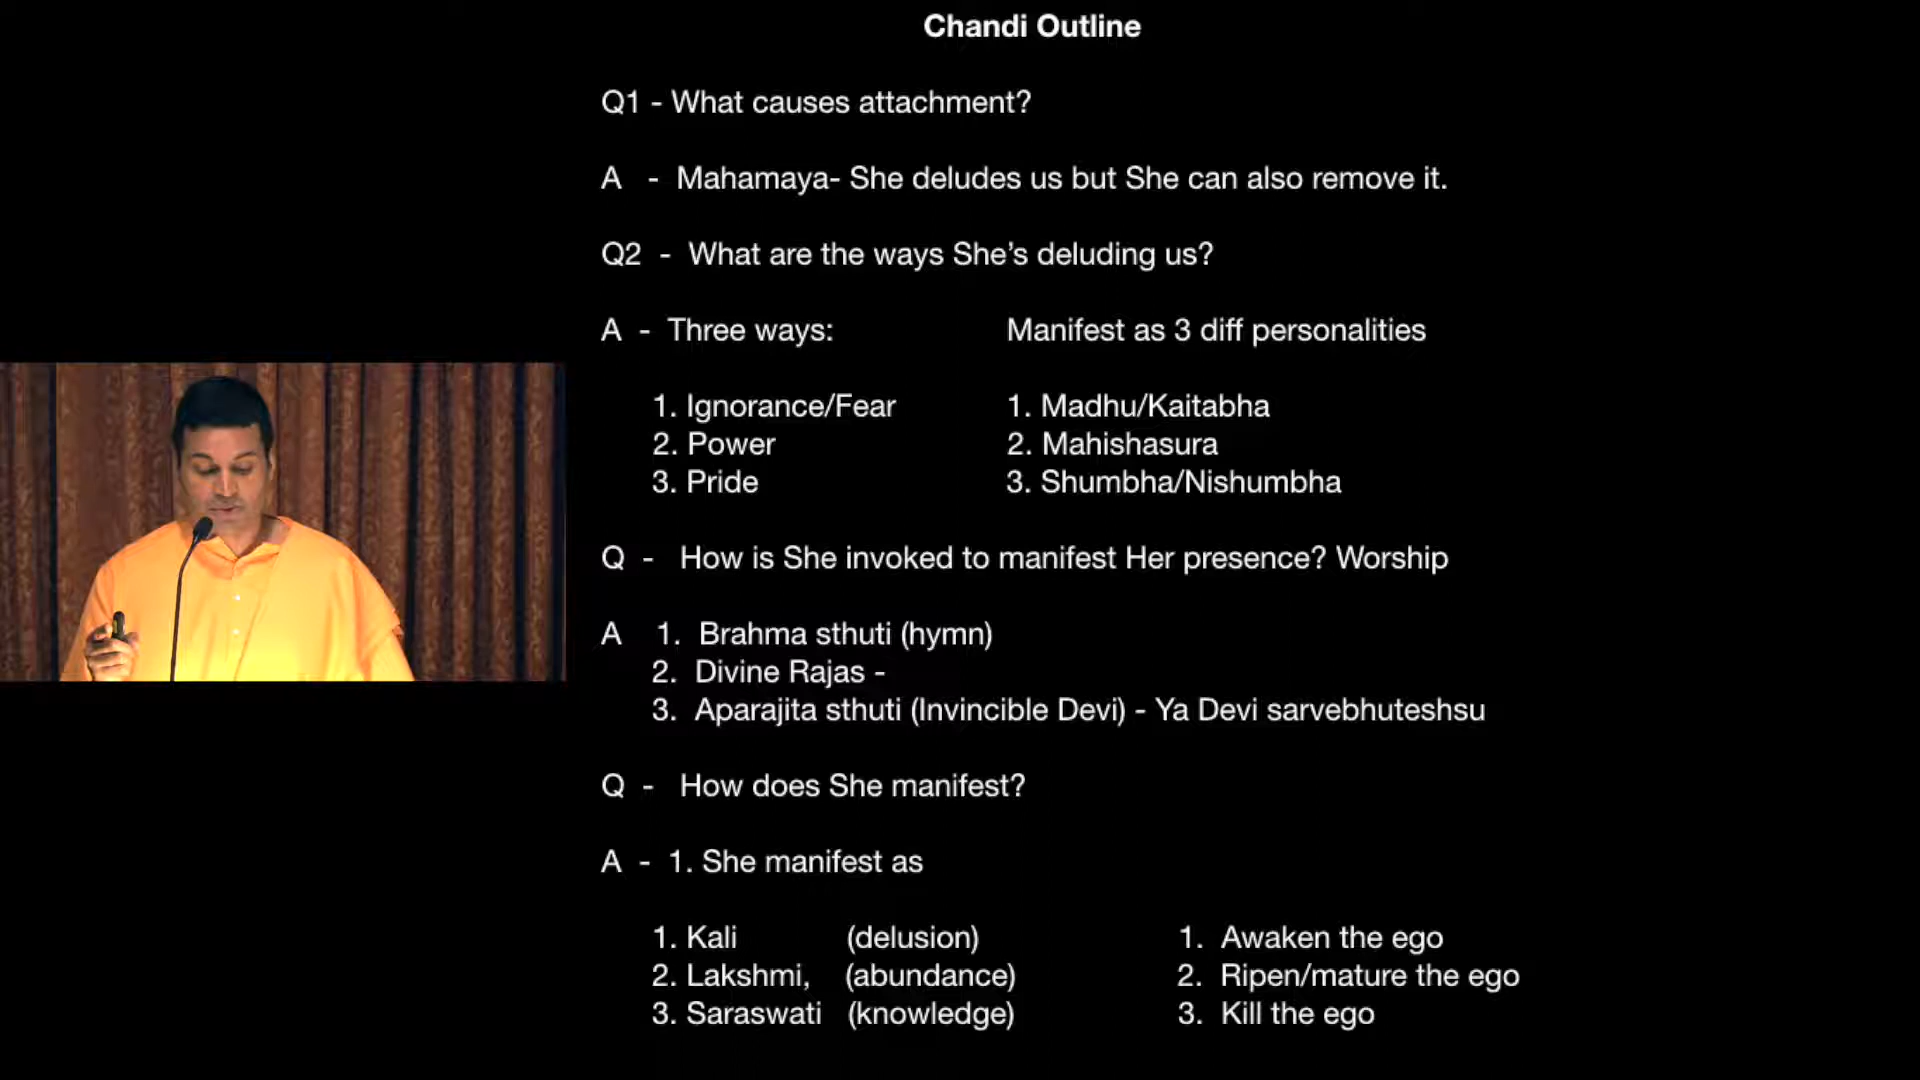 Chandi Outline
Q1 - What causes attachment?
A - Mahamaya- She deludes us but She can also remove it.
Q2 - What are the ways She’s deluding us?
A - Three ways: Manifest as 3 diff personalities
1. Ignorance/Fear 1. Madhu/Kaitabha
2. Power 2. Mahishasura
3. Pride 3. Shumbha/Nishumbha
Q - How is She invoked to manifest Her presence? Worship
A 1. Brahma sthuti (hymn)
2. Divine Rajas -
3. Aparajita sthuti (Invincible Devi) - Ya Devi sarvebhuteshsu
Q - How does She manifest?
A - 1. She manifest as
1. Kali (delusion) 1. Awaken the ego
2. Lakshmi, (abundance) 2. Ripen/mature the ego
3. Saraswati (knowledge) 3. Kill the ego